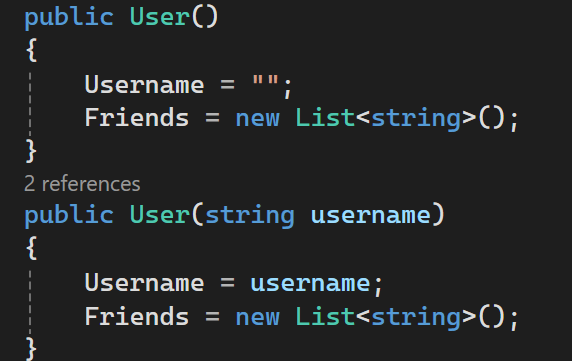 public User()
{
Username = "";
Friends = new List<string>();
}
2 references
public User(string username)
{
Username = username;
Friends = new List<string>();
}